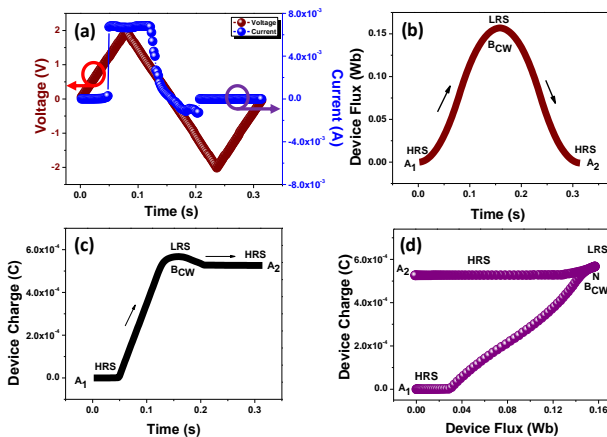 (a)
Voltage
Current
2
1
0
-1
-2
Voltage (V)
8.0x10⁻³
4.0x10⁻³
0.0
-4.0x10⁻³
-8.0x10⁻³
Current (A)
0.0 0.1 0.2 0.3
Time (s)
(b)
LRS
B_CW
0.15
0.10
0.05
0.00
Device Flux (Wb)
HRS
A₁
HRS
A₂
0.0 0.1 0.2 0.3
Time (s)
(c)
LRS
HRS
B_CW
A₂
6.0x10⁻⁴
4.0x10⁻⁴
2.0x10⁻⁴
0.0
Device Charge (C)
HRS
A₁
0.0 0.1 0.2 0.3
Time (s)
(d)
LRS
HRS
A₂
N
B_CW
6.0x10⁻⁴
4.0x10⁻⁴
2.0x10⁻⁴
0.0
Device Charge (C)
HRS
A₁
0.00 0.04 0.08 0.12 0.16
Device Flux (Wb)